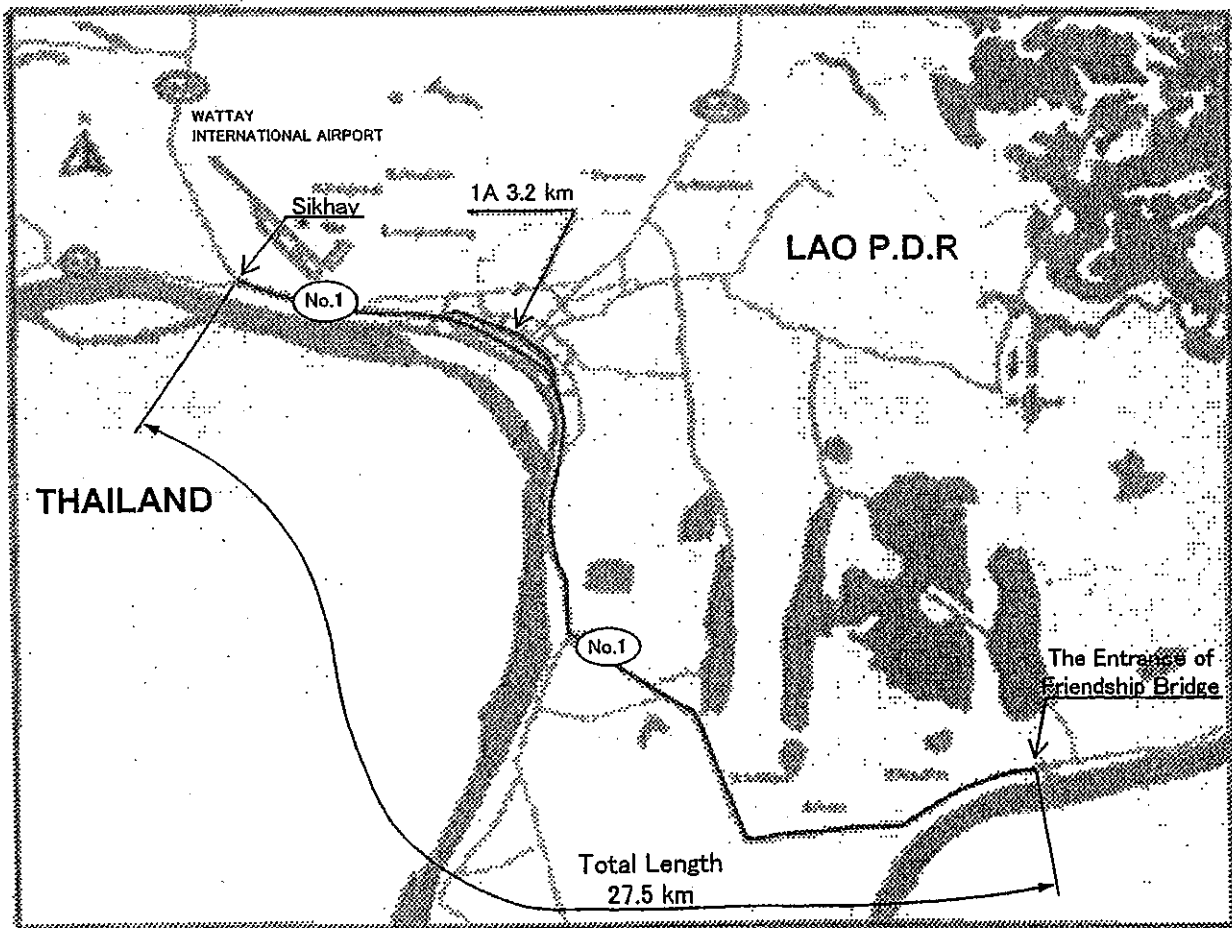 WATTAY
INTERNATIONAL AIRPORT
Sikhay
1A 3.2 km
LAO P.D.R
No.1
THAILAND
No.1
The Entrance of
Friendship Bridge
Total Length
27.5 km